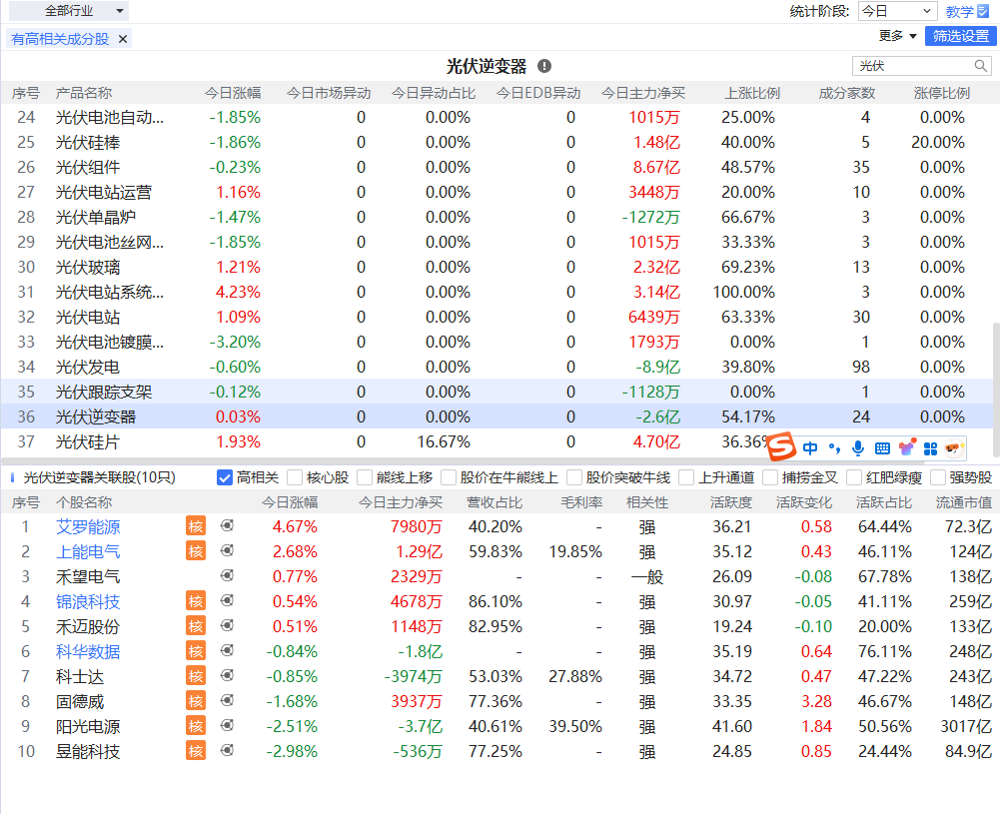 全部行业 统计阶段: 今日 教学
有高相关成分股 × 更多 筛选设置
光伏逆变器 光伏
序号 产品名称 今日涨幅 今日市场异动 今日异动占比 今日EDB异动 今日主力净买 上涨比例 成分家数 涨停比例
24 光伏电池自动... -1.85% 0 0.00% 0 1015万 25.00% 4 0.00%
25 光伏硅棒 -1.86% 0 0.00% 0 1.48亿 40.00% 5 20.00%
26 光伏组件 -0.23% 0 0.00% 0 8.67亿 48.57% 35 0.00%
27 光伏电站运营 1.16% 0 0.00% 0 3448万 20.00% 10 0.00%
28 光伏单晶炉 -1.47% 0 0.00% 0 -1272万 66.67% 3 0.00%
29 光伏电池丝网... -1.85% 0 0.00% 0 1015万 33.33% 3 0.00%
30 光伏玻璃 1.21% 0 0.00% 0 2.32亿 69.23% 13 0.00%
31 光伏电站系统... 4.23% 0 0.00% 0 3.14亿 100.00% 3 0.00%
32 光伏电站 1.09% 0 0.00% 0 6439万 63.33% 30 0.00%
33 光伏电池镀膜... -3.20% 0 0.00% 0 1793万 0.00% 1 0.00%
34 光伏发电 -0.60% 0 0.00% 0 -8.9亿 39.80% 98 0.00%
35 光伏跟踪支架 -0.12% 0 0.00% 0 -1128万 0.00% 1 0.00%
36 光伏逆变器 0.03% 0 0.00% 0 -2.6亿 54.17% 24 0.00%
37 光伏硅片 1.93% 0 16.67% 0 4.70亿 36.36% S 中
光伏逆变器关联股(10只) 高相关 核心股 熊线上移 股价在牛熊线上 股价突破牛线 上升通道 捕捞金叉 红肥绿瘦 强势股
序号 个股名称 今日涨幅 今日主力净买 营收占比 毛利率 相关性 活跃度 活跃变化 活跃占比 流通市值
1 艾罗能源 核 4.67% 7980万 40.20% - 强 36.21 0.58 64.44% 72.3亿
2 上能电气 核 2.68% 1.29亿 59.83% 19.85% 强 35.12 0.43 46.11% 124亿
3 禾望电气 0.77% 2329万 - - 一般 26.09 -0.08 67.78% 138亿
4 锦浪科技 核 0.54% 4678万 86.10% - 强 30.97 -0.05 41.11% 259亿
5 禾迈股份 核 0.51% 1148万 82.95% - 强 19.24 -0.10 20.00% 133亿
6 科华数据 核 -0.84% -1.8亿 - - 强 35.19 0.64 76.11% 248亿
7 科士达 核 -0.85% -3974万 53.03% 27.88% 强 34.72 0.47 47.22% 243亿
8 固德威 核 -1.68% 3937万 77.36% - 强 33.35 3.28 46.67% 148亿
9 阳光电源 核 -2.51% -3.7亿 40.61% 39.50% 强 41.60 1.84 50.56% 3017亿
10 昱能科技 核 -2.98% -536万 77.25% - 强 24.85 0.85 24.44% 84.9亿